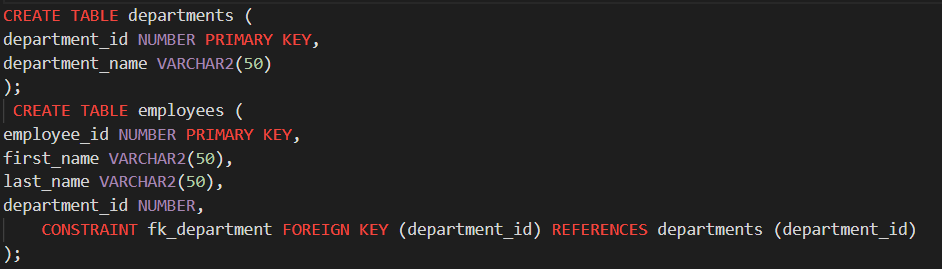 CREATE TABLE departments (
department_id NUMBER PRIMARY KEY,
department_name VARCHAR2(50)
);
CREATE TABLE employees (
employee_id NUMBER PRIMARY KEY,
first_name VARCHAR2(50),
last_name VARCHAR2(50),
department_id NUMBER,
CONSTRAINT fk_department FOREIGN KEY (department_id) REFERENCES departments (department_id)
);